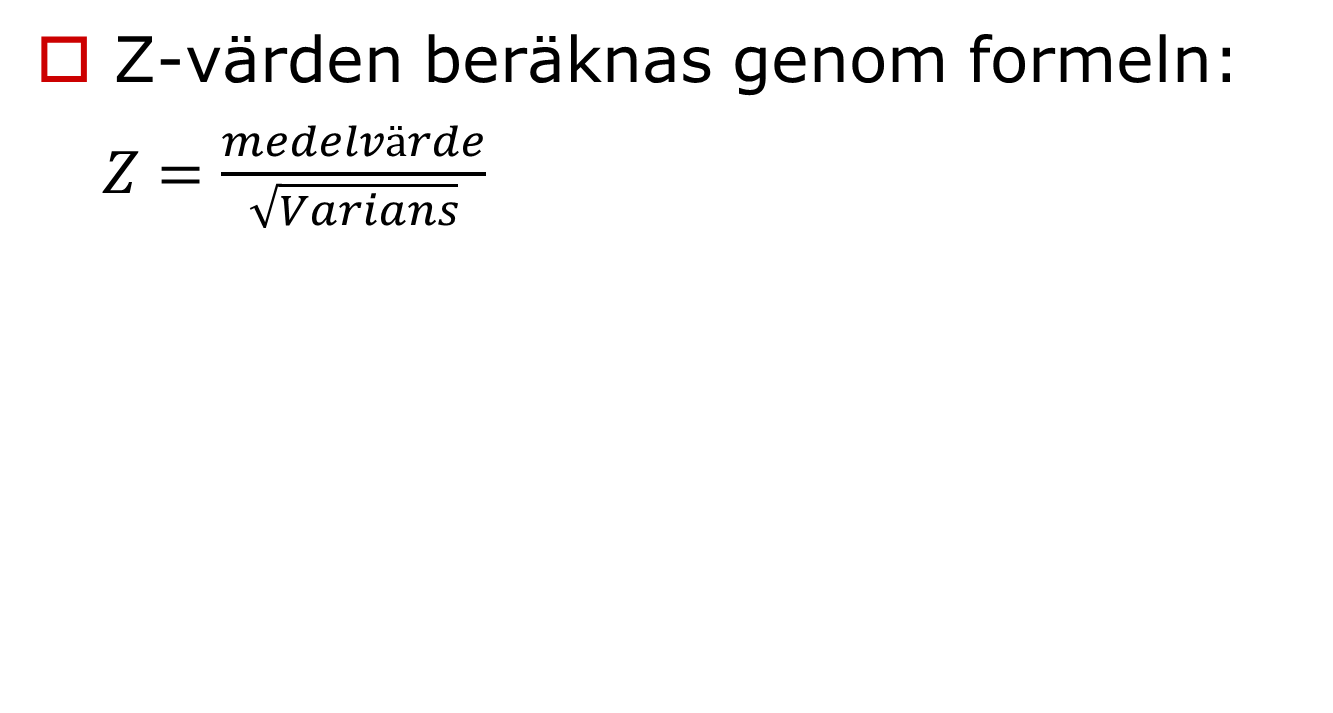 Z-värden beräknas genom formeln:
Z = medelvärde / √Varians